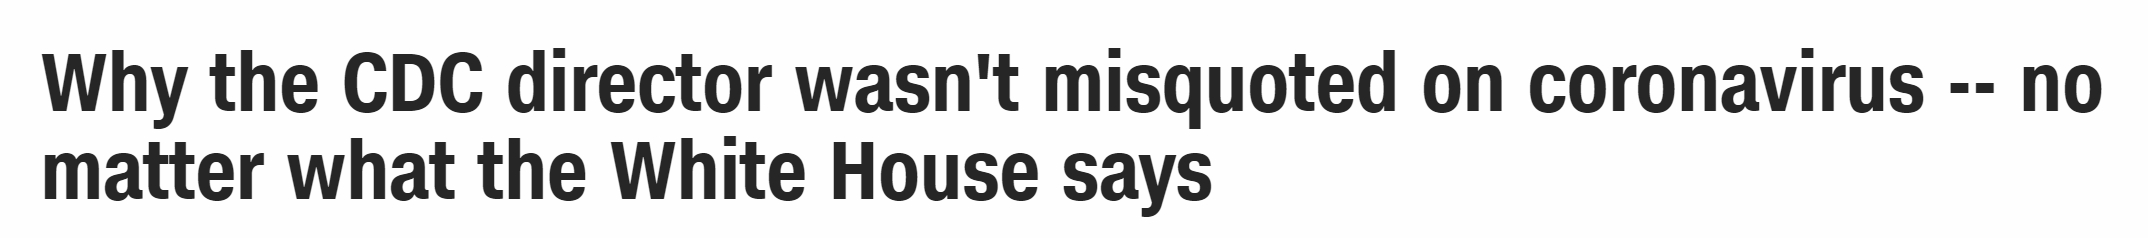 Why the CDC director wasn't misquoted on coronavirus -- no
matter what the White House says